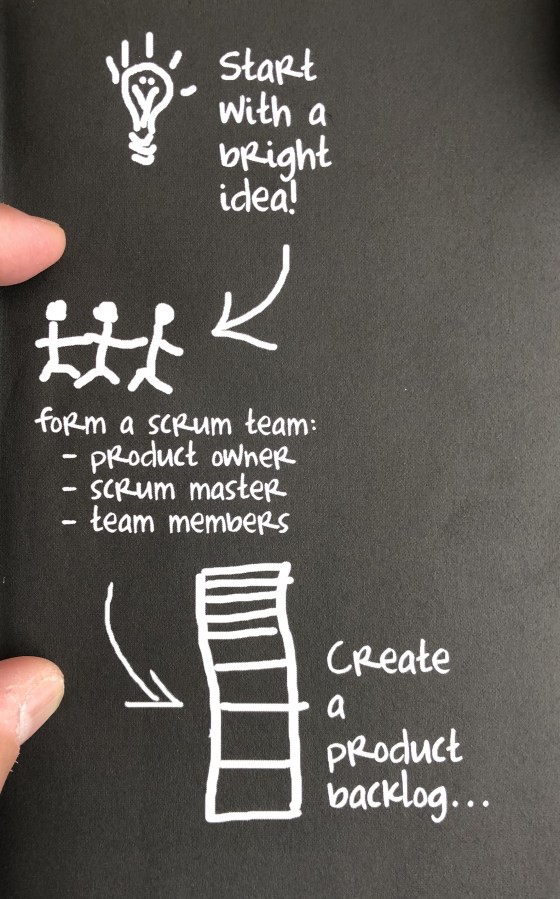 Start
with a
bright
idea!
form a scrum team:
- product owner
- scrum master
- team members
Create
a
product
backlog...